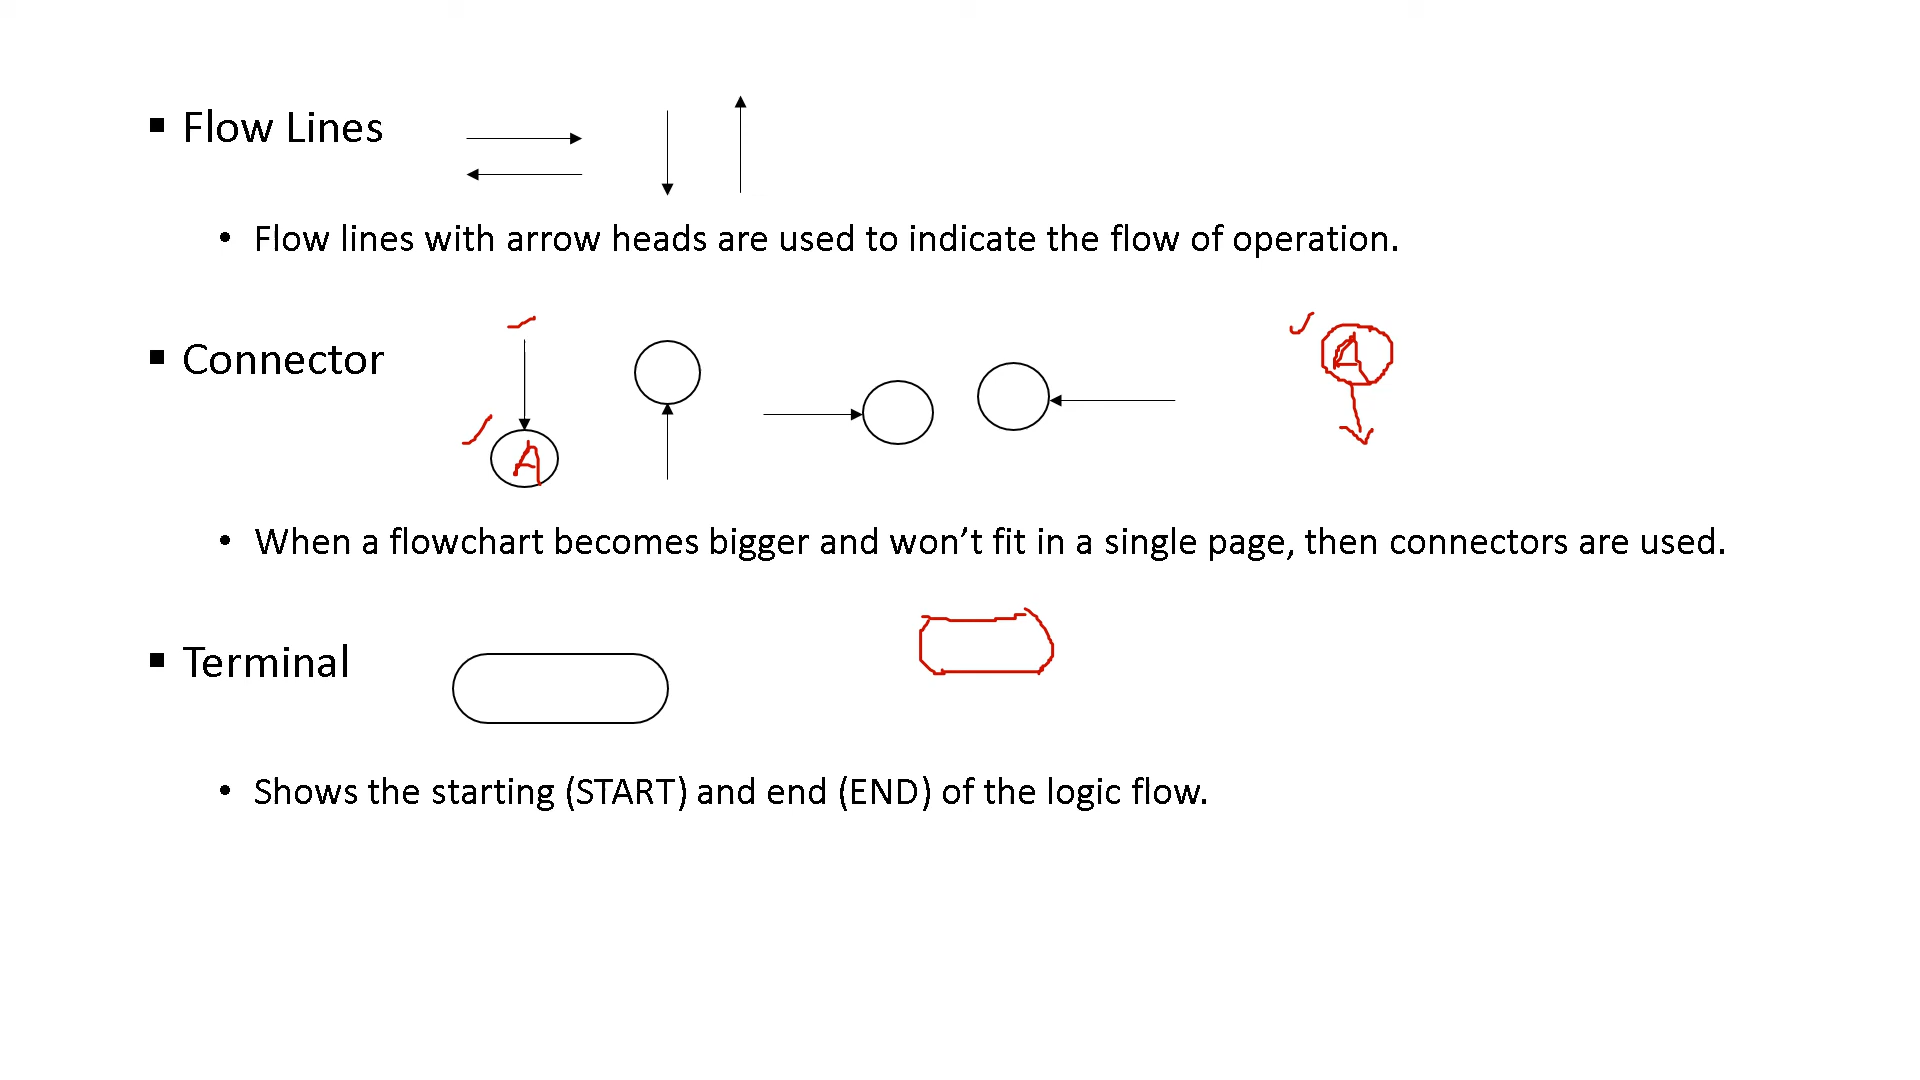 ▪ Flow Lines
• Flow lines with arrow heads are used to indicate the flow of operation.
▪ Connector
A
A
• When a flowchart becomes bigger and won’t fit in a single page, then connectors are used.
▪ Terminal
• Shows the starting (START) and end (END) of the logic flow.